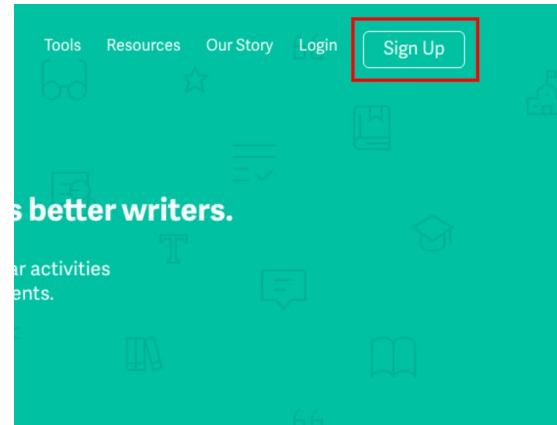 Tools Resources Our Story Login Sign Up
s better writers.
ar activities
ents.